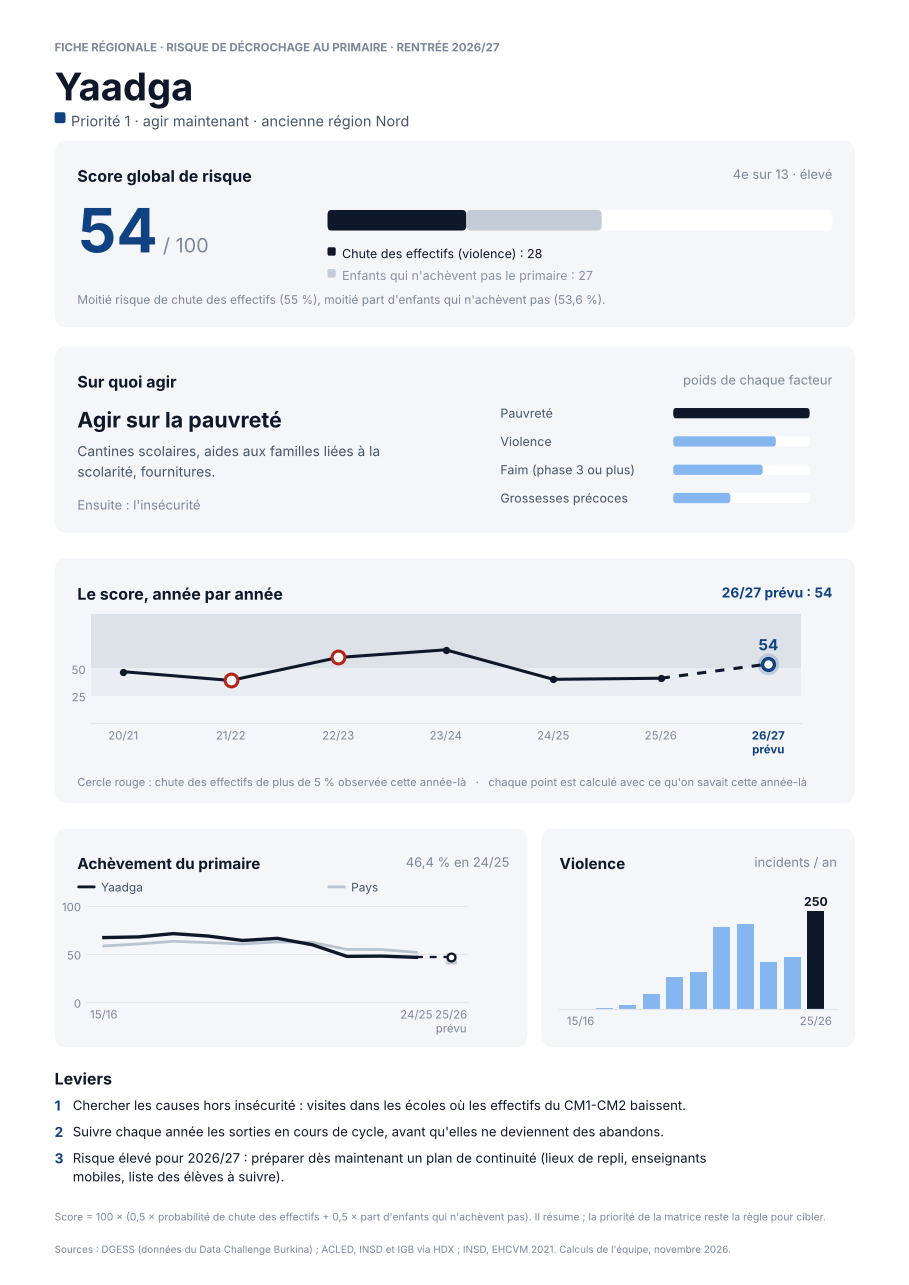 FICHE RÉGIONALE · RISQUE DE DÉCROCHAGE AU PRIMAIRE · RENTRÉE 2026/27
Yaadga
Priorité 1 · agir maintenant · ancienne région Nord
Score global de risque
4e sur 13 · élevé
54 / 100
Chute des effectifs (violence) : 28
Enfants qui n'achèvent pas le primaire : 27
Moitié risque de chute des effectifs (55 %), moitié part d'enfants qui n'achèvent pas (53,6 %).
Sur quoi agir
poids de chaque facteur
Agir sur la pauvreté
Cantines scolaires, aides aux familles liées à la
scolarité, fournitures.
Ensuite : l'insécurité
Pauvreté
Violence
Faim (phase 3 ou plus)
Grossesses précoces
Le score, année par année
26/27 prévu : 54
54
50
25
20/21
21/22
22/23
23/24
24/25
25/26
26/27
prévu
Cercle rouge : chute des effectifs de plus de 5 % observée cette année-là · chaque point est calculé avec ce qu'on savait cette année-là
Achèvement du primaire
46,4 % en 24/25
Yaadga
Pays
100
50
0
15/16
24/25
25/26
prévu
Violence
incidents / an
250
15/16
25/26
Leviers
1 Chercher les causes hors insécurité : visites dans les écoles où les effectifs du CM1-CM2 baissent.
2 Suivre chaque année les sorties en cours de cycle, avant qu'elles ne deviennent des abandons.
3 Risque élevé pour 2026/27 : préparer dès maintenant un plan de continuité (lieux de repli, enseignants
mobiles, liste des élèves à suivre).
Score = 100 × (0,5 × probabilité de chute des effectifs + 0,5 × part d'enfants qui n'achèvent pas). Il résume ; la priorité de la matrice reste la règle pour cibler.
Sources : DGESS (données du Data Challenge Burkina) ; ACLED, INSD et IGB via HDX ; INSD, EHCVM 2021. Calculs de l'équipe, novembre 2026.